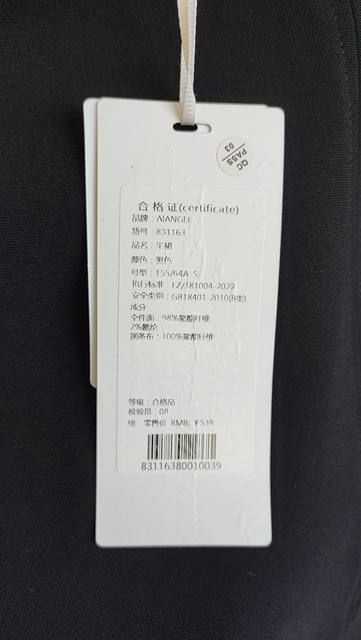 QC
PASS
03
合格证(certificate)
品牌：AIANGEE
货号：831163
品名：半裙
颜色：黑色
号型：155/64A S
执行标准：FZ/T81004-2022
安全类别：GB18401-2010(B类)
成分
全件面：98%聚酯纤维
2%氨纶
捆条布：100%聚酯纤维
等级：合格品
检验员：08
统一零售价 RMB: ￥539
83116380010039